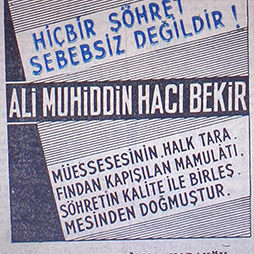 HİÇBİR ŞÖHRET
SEBEBSİZ DEĞİLDİR!
ALİ MUHİDDİN HACI BEKİR
MÜESSESESİNİN HALK TARA-
FINDAN KAPIŞILAN MAMULÂTI,
ŞÖHRETİN KALİTE İLE BİRLEŞ-
MESİNDEN DOĞMUŞTUR.